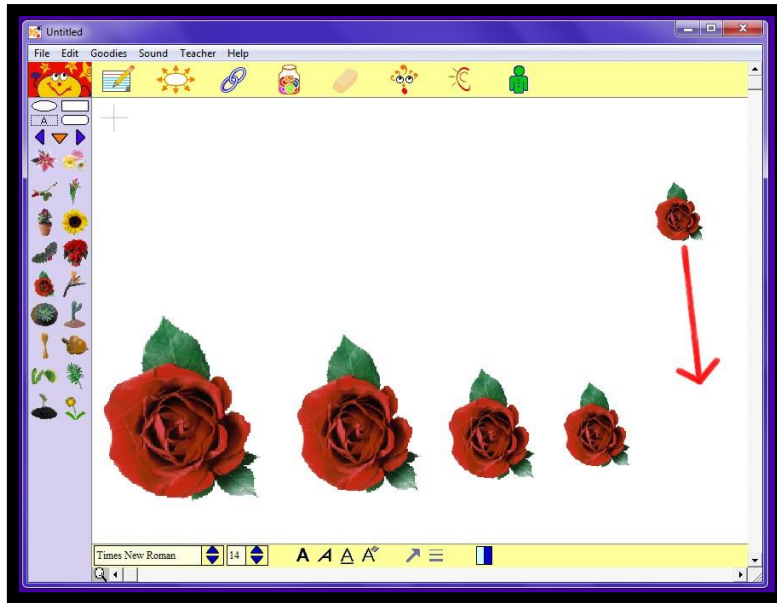 Untitled
File Edit Goodies Sound Teacher Help
A
Times New Roman 14 A A A A